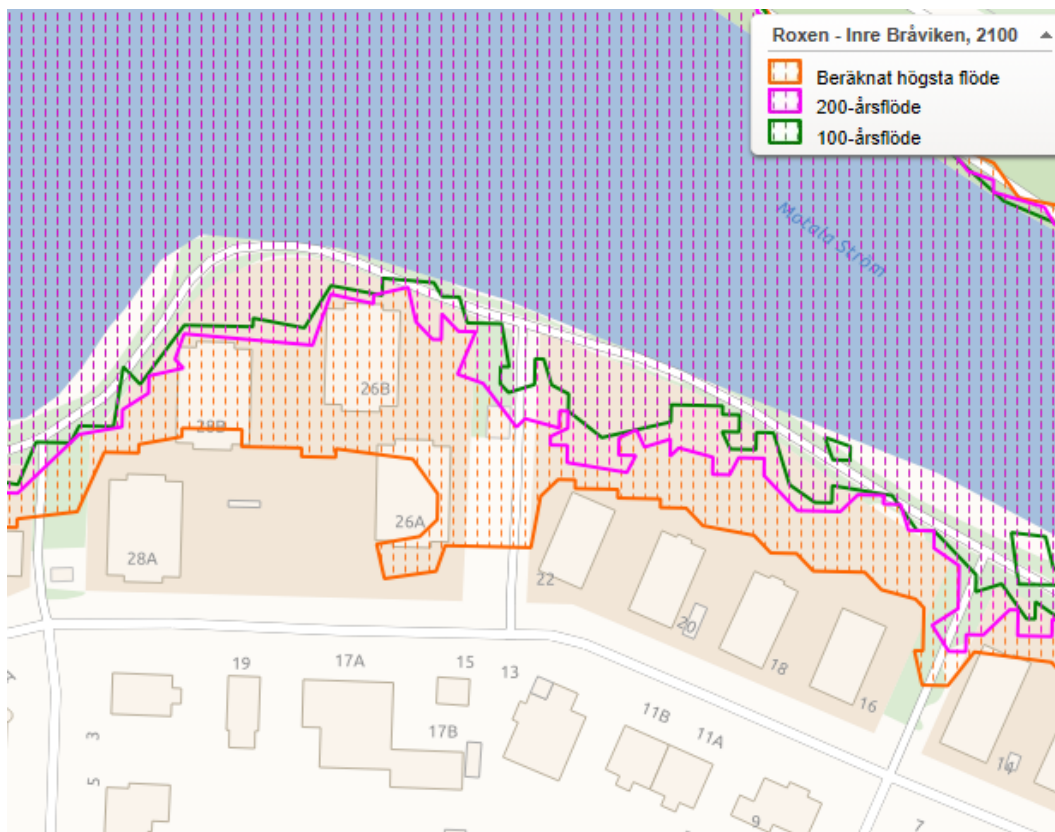 Roxen - Inre Bråviken, 2100
Beräknat högsta flöde
200-årsflöde
100-årsflöde
Motala Ström
26B
28B
26A
28A
22
20
18
16
14
19
17A
15
13
17B
11B
11A
3
5
9
7